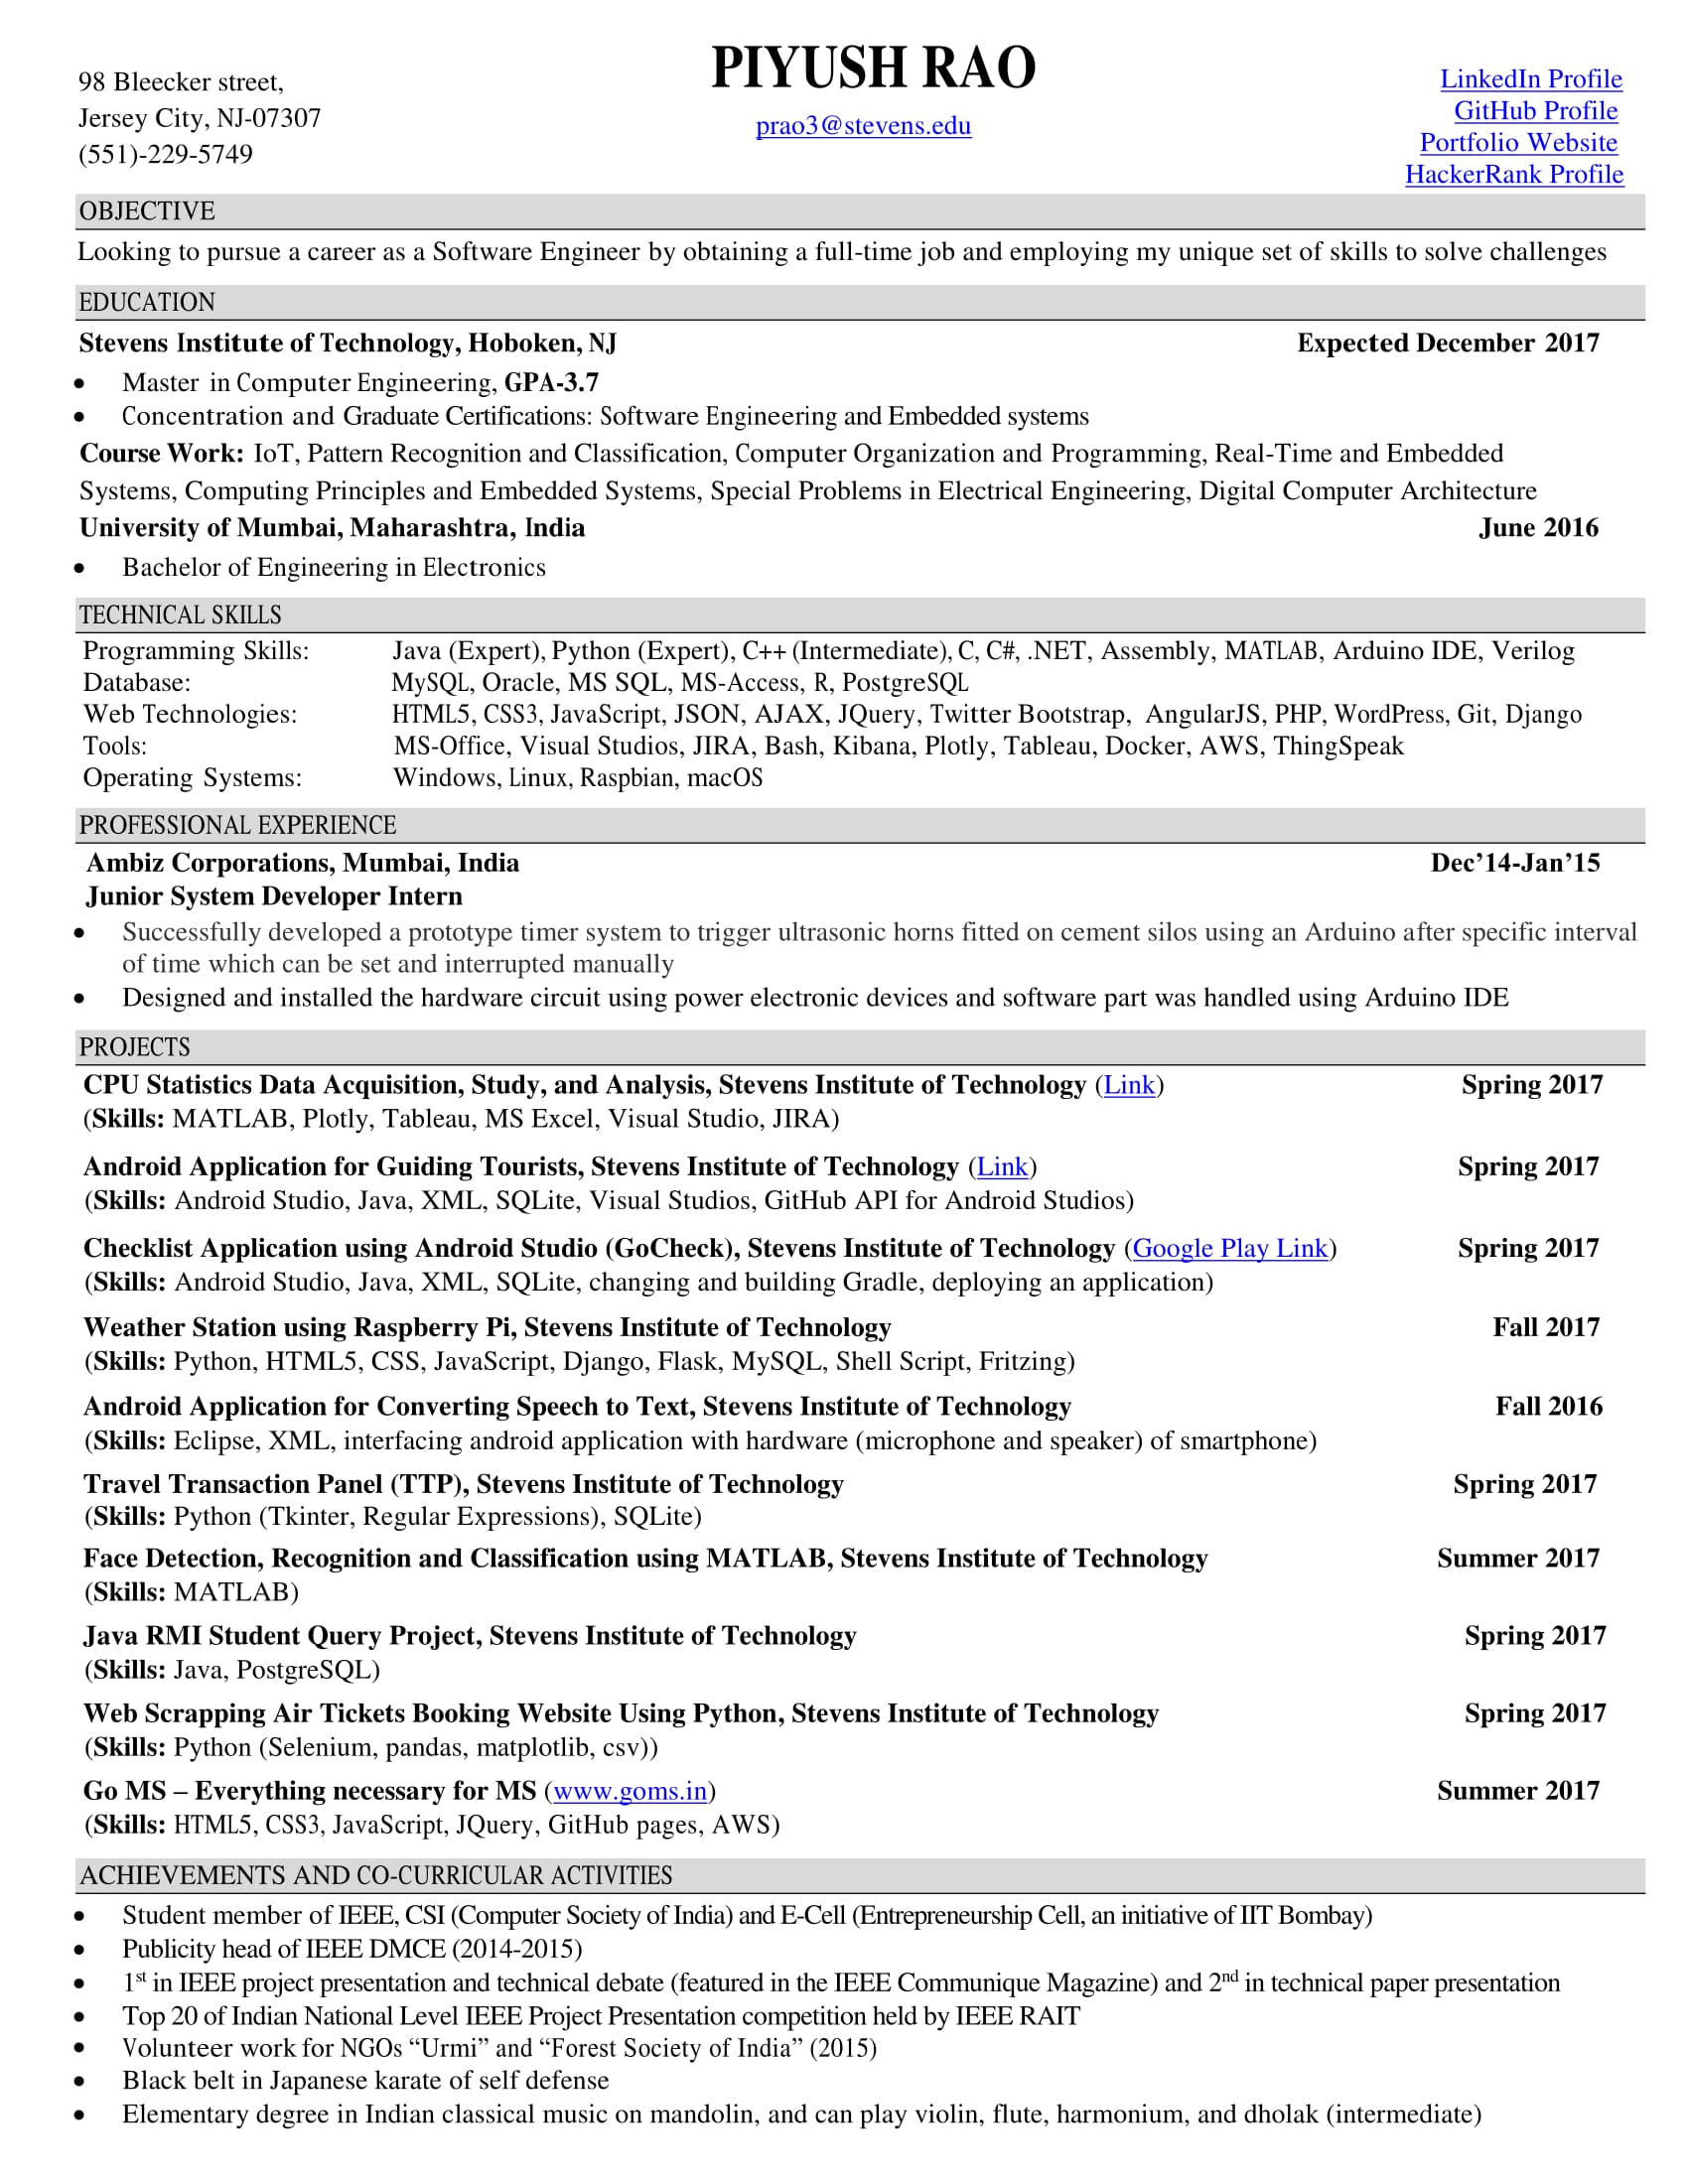 PIYUSH RAO
98 Bleecker street,
Jersey City, NJ-07307
(551)-229-5749
prao3@stevens.edu
LinkedIn Profile
GitHub Profile
Portfolio Website
HackerRank Profile
OBJECTIVE
Looking to pursue a career as a Software Engineer by obtaining a full-time job and employing my unique set of skills to solve challenges
EDUCATION
Stevens Institute of Technology, Hoboken, NJ Expected December 2017
• Master in Computer Engineering, GPA-3.7
• Concentration and Graduate Certifications: Software Engineering and Embedded systems
Course Work: IoT, Pattern Recognition and Classification, Computer Organization and Programming, Real-Time and Embedded
Systems, Computing Principles and Embedded Systems, Special Problems in Electrical Engineering, Digital Computer Architecture
University of Mumbai, Maharashtra, India June 2016
• Bachelor of Engineering in Electronics
TECHNICAL SKILLS
Programming Skills: Java (Expert), Python (Expert), C++ (Intermediate), C, C#, .NET, Assembly, MATLAB, Arduino IDE, Verilog
Database: MySQL, Oracle, MS SQL, MS-Access, R, PostgreSQL
Web Technologies: HTML5, CSS3, JavaScript, JSON, AJAX, JQuery, Twitter Bootstrap, AngularJS, PHP, WordPress, Git, Django
Tools: MS-Office, Visual Studios, JIRA, Bash, Kibana, Plotly, Tableau, Docker, AWS, ThingSpeak
Operating Systems: Windows, Linux, Raspbian, macOS
PROFESSIONAL EXPERIENCE
Ambiz Corporations, Mumbai, India Dec’14-Jan’15
Junior System Developer Intern
• Successfully developed a prototype timer system to trigger ultrasonic horns fitted on cement silos using an Arduino after specific interval
of time which can be set and interrupted manually
• Designed and installed the hardware circuit using power electronic devices and software part was handled using Arduino IDE
PROJECTS
CPU Statistics Data Acquisition, Study, and Analysis, Stevens Institute of Technology (Link) Spring 2017
(Skills: MATLAB, Plotly, Tableau, MS Excel, Visual Studio, JIRA)
Android Application for Guiding Tourists, Stevens Institute of Technology (Link) Spring 2017
(Skills: Android Studio, Java, XML, SQLite, Visual Studios, GitHub API for Android Studios)
Checklist Application using Android Studio (GoCheck), Stevens Institute of Technology (Google Play Link) Spring 2017
(Skills: Android Studio, Java, XML, SQLite, changing and building Gradle, deploying an application)
Weather Station using Raspberry Pi, Stevens Institute of Technology Fall 2017
(Skills: Python, HTML5, CSS, JavaScript, Django, Flask, MySQL, Shell Script, Fritzing)
Android Application for Converting Speech to Text, Stevens Institute of Technology Fall 2016
(Skills: Eclipse, XML, interfacing android application with hardware (microphone and speaker) of smartphone)
Travel Transaction Panel (TTP), Stevens Institute of Technology Spring 2017
(Skills: Python (Tkinter, Regular Expressions), SQLite)
Face Detection, Recognition and Classification using MATLAB, Stevens Institute of Technology Summer 2017
(Skills: MATLAB)
Java RMI Student Query Project, Stevens Institute of Technology Spring 2017
(Skills: Java, PostgreSQL)
Web Scrapping Air Tickets Booking Website Using Python, Stevens Institute of Technology Spring 2017
(Skills: Python (Selenium, pandas, matplotlib, csv))
Go MS – Everything necessary for MS (www.goms.in) Summer 2017
(Skills: HTML5, CSS3, JavaScript, JQuery, GitHub pages, AWS)
ACHIEVEMENTS AND CO-CURRICULAR ACTIVITIES
• Student member of IEEE, CSI (Computer Society of India) and E-Cell (Entrepreneurship Cell, an initiative of IIT Bombay)
• Publicity head of IEEE DMCE (2014-2015)
• 1st in IEEE project presentation and technical debate (featured in the IEEE Communique Magazine) and 2nd in technical paper presentation
• Top 20 of Indian National Level IEEE Project Presentation competition held by IEEE RAIT
• Volunteer work for NGOs “Urmi” and “Forest Society of India” (2015)
• Black belt in Japanese karate of self defense
• Elementary degree in Indian classical music on mandolin, and can play violin, flute, harmonium, and dholak (intermediate)